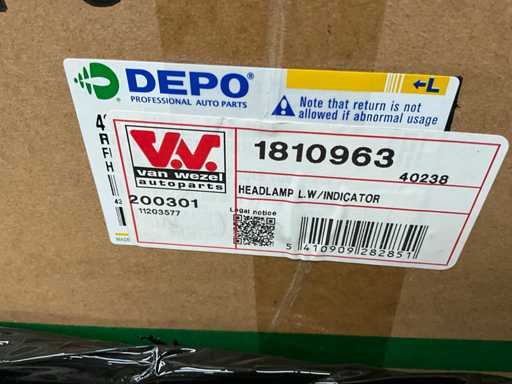 DEPO®
PROFESSIONAL AUTO PARTS
←L
Note that return is not
allowed if abnormal usage
V.W.
van wezel
autoparts
1810963
40238
HEADLAMP L.W/INDICATOR
200301
11203577
Legal notice
5 410909 282851
MADE